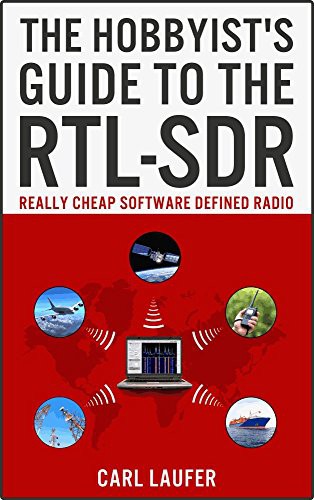 THE HOBBYIST'S
GUIDE TO THE
RTL-SDR
REALLY CHEAP SOFTWARE DEFINED RADIO
CARL LAUFER